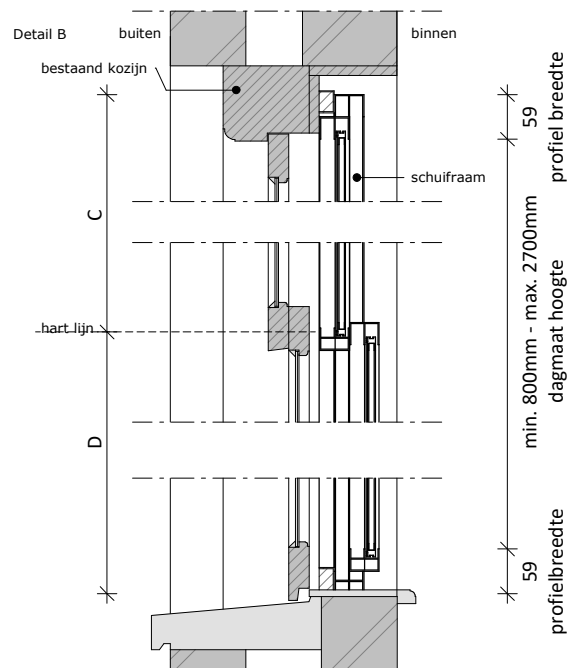 Detail B
buiten
binnen
bestaand kozijn
59
profiel breedte
schuifraam
C
min. 800mm - max. 2700mm
dagmaat hoogte
hart lijn
D
59
profielbreedte